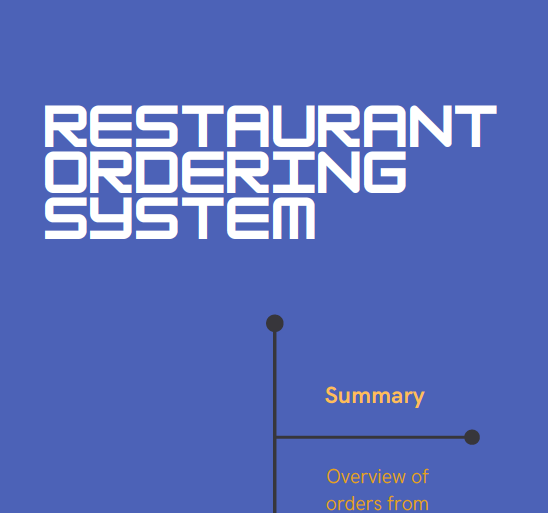 RESTAURANT
ORDERING
SYSTEM
Summary
Overview of
orders from